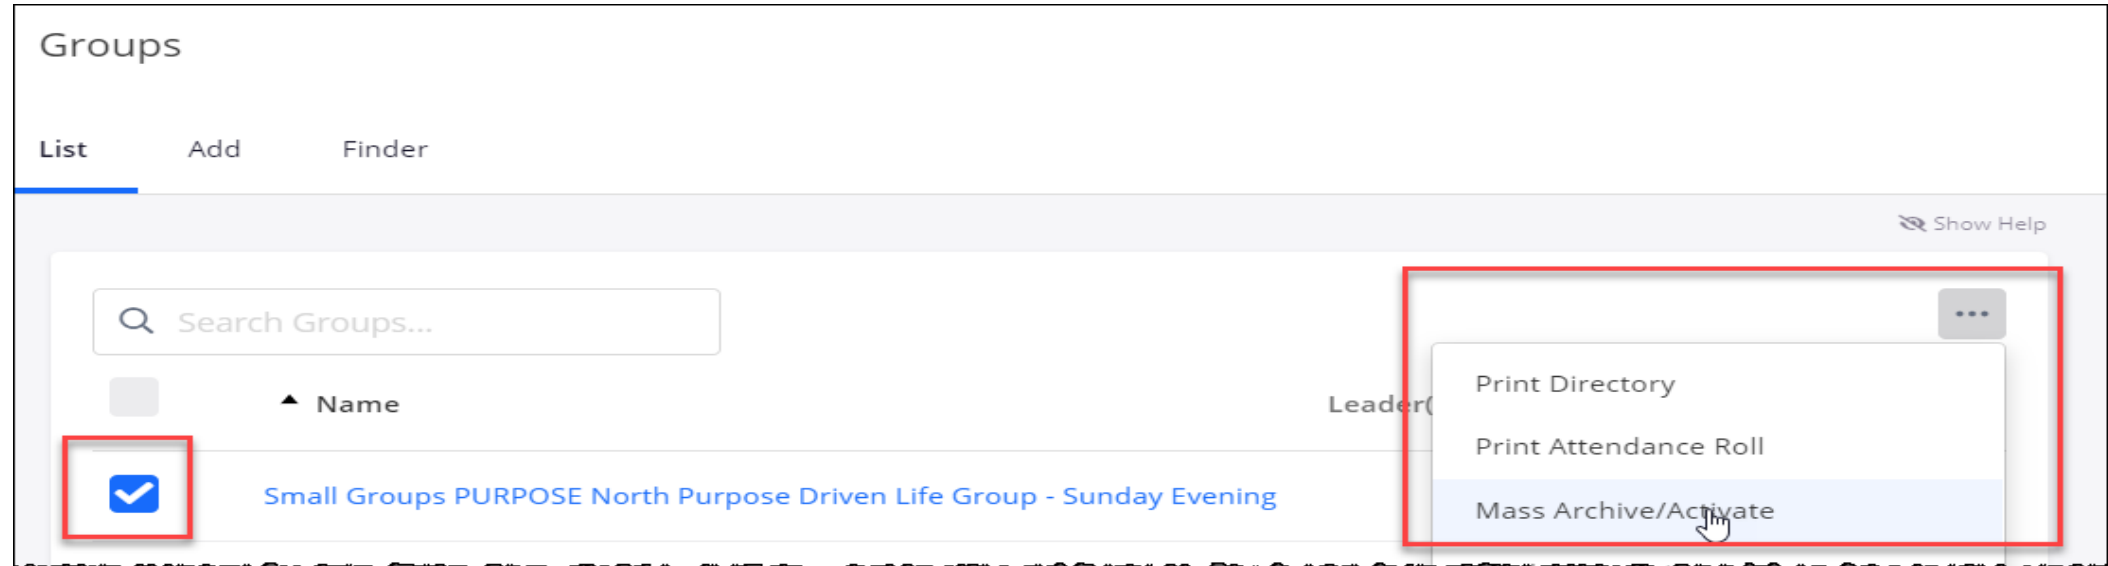 Groups
List Add Finder
Show Help
Search Groups...
...
Name Leader(
Print Directory
Print Attendance Roll
Small Groups PURPOSE North Purpose Driven Life Group - Sunday Evening
Mass Archive/Activate